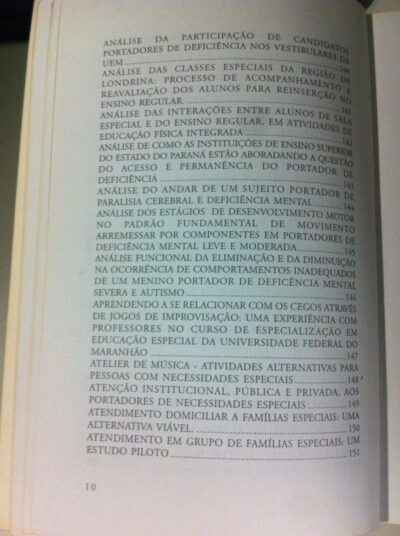 ANÁLISE DA PARTICIPAÇÃO DE CANDIDATOS
PORTADORES DE DEFICIÊNCIA NOS VESTIBULARES DA
UEM ........ 140
ANÁLISE DAS CLASSES ESPECIAIS DA REGIÃO DE
LONDRINA: PROCESSO DE ACOMPANHAMENTO E
REAVALIAÇÃO DOS ALUNOS PARA REINSERÇÃO NO
ENSINO REGULAR. ........ 141
ANÁLISE DAS INTERAÇÕES ENTRE ALUNOS DE SALA
ESPECIAL E DO ENSINO REGULAR, EM ATIVIDADES DE
EDUCAÇÃO FÍSICA INTEGRADA ........ 142
ANÁLISE DE COMO AS INSTITUIÇÕES DE ENSINO SUPERIOR
DO ESTADO DO PARANÁ ESTÃO ABORADANDO A QUESTÃO
DO ACESSO E PERMANÊNCIA DO PORTADOR DE
DEFICIÊNCIA ........ 143
ANÁLISE DO ANDAR DE UM SUJEITO PORTADOR DE
PARALISIA CEREBRAL E DEFICIÊNCIA MENTAL ........ 144
ANÁLISE DOS ESTÁGIOS DE DESENVOLVIMENTO MOTOR
NO PADRÃO FUNDAMENTAL DE MOVIMENTO
ARREMESSAR POR COMPONENTES EM PORTADORES DE
DEFICIÊNCIA MENTAL LEVE E MODERADA ........ 145
ANÁLISE FUNCIONAL DA ELIMINAÇÃO E DA DIMINUIÇÃO
NA OCORRÊNCIA DE COMPORTAMENTOS INADEQUADOS
DE UM MENINO PORTADOR DE DEFICÊNCIA MENTAL
SEVERA E AUTISMO ........ 146
APRENDENDO A SE RELACIONAR COM OS CEGOS ATRAVÉS
DE JOGOS DE IMPROVISAÇÃO: UMA EXPERIÊNCIA COM
PROFESSORES NO CURSO DE ESPECIALIZAÇÃO EM
EDUCAÇÃO ESPECIAL DA UNIVERSIDADE FEDERAL DO
MARANHÃO ........ 147
ATELIER DE MÚSICA - ATIVIDADES ALTERNATIVAS PARA
PESSOAS COM NECESSIDADES ESPECIAIS ........ 148
ATENÇÃO INSTITUCIONAL, PÚBLICA E PRIVADA, AOS
PORTADORES DE NECESSIDADES ESPECIAIS ........ 149
ATENDIMENTO DOMICILIAR A FAMÍLIAS ESPECIAIS: UMA
ALTERNATIVA VIÁVEL. ........ 150
ATENDIMENTO EM GRUPO DE FAMÍLIAS ESPECIAIS: UM
ESTUDO PILOTO ........ 151
10